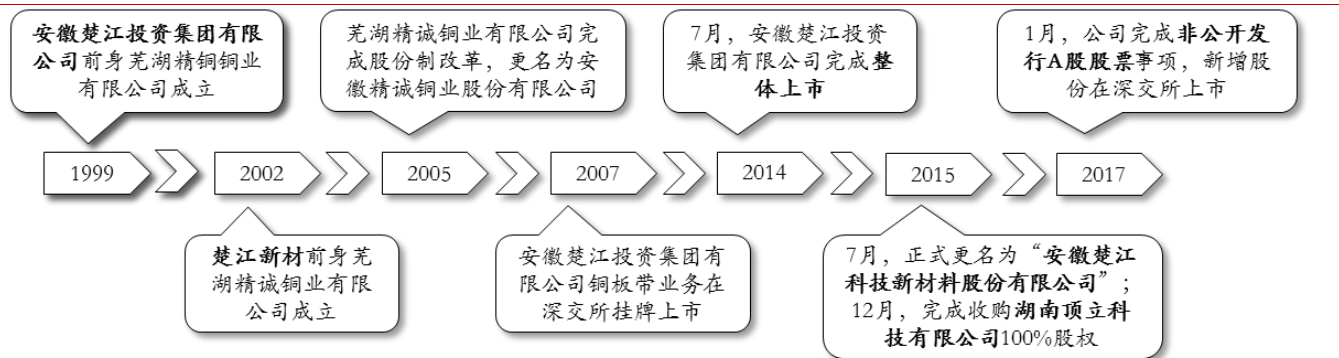 安徽楚江投资集团有限
公司前身芜湖精铜铜业
有限公司成立
芜湖精诚铜业有限公司完
成股份制改革，更名为安
徽精诚铜业股份有限公司
7月，安徽楚江投资
集团有限公司完成整
体上市
1月，公司完成非公开发
行A股股票事项，新增股
份在深交所上市
1999
2002
2005
2007
2014
2015
2017
楚江新材前身芜
湖精诚铜业有限
公司成立
安徽楚江投资集团有
限公司铜板带业务在
深交所挂牌上市
7月，正式更名为“安徽楚江
科技新材料股份有限公司”；
12月，完成收购湖南顶立科
技有限公司100%股权